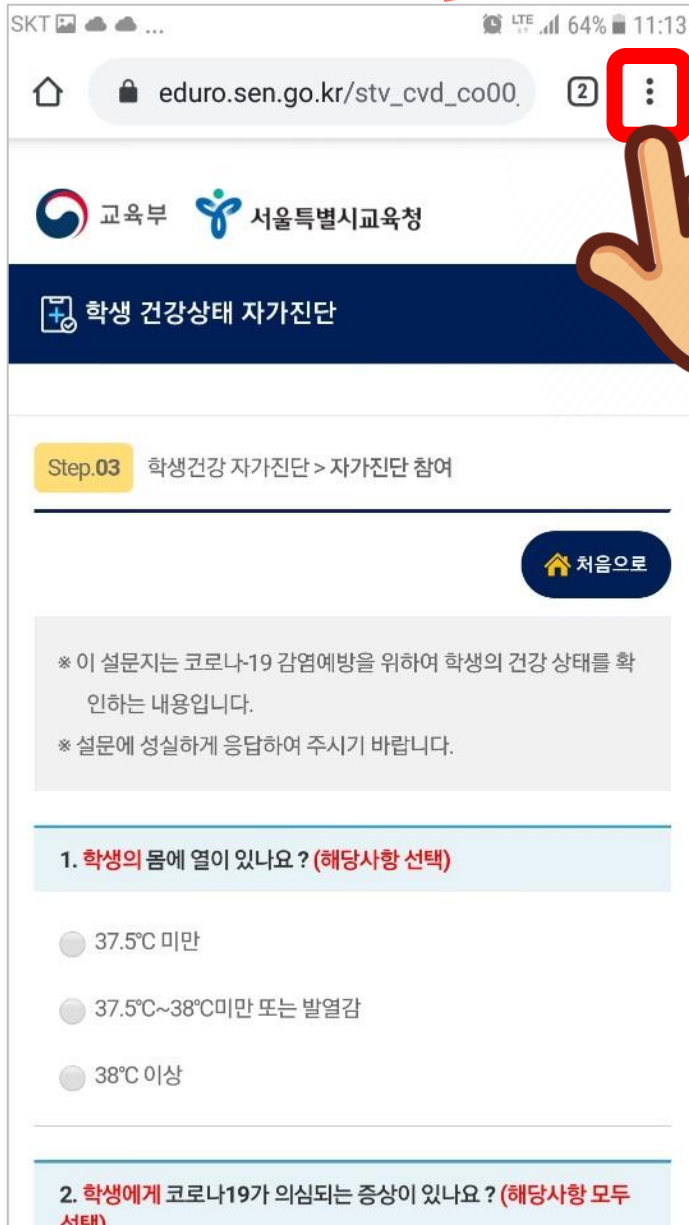 SKT ... LTE 64% 11:13
eduro.sen.go.kr/stv_cvd_co00 2
교육부 서울특별시교육청
학생 건강상태 자가진단
Step.03 학생건강 자가진단 > 자가진단 참여
처음으로
※ 이 설문지는 코로나-19 감염예방을 위하여 학생의 건강 상태를 확
인하는 내용입니다.
※ 설문에 성실하게 응답하여 주시기 바랍니다.
1. 학생의 몸에 열이 있나요 ? (해당사항 선택)
37.5℃ 미만
37.5℃~38℃미만 또는 발열감
38℃ 이상
2. 학생에게 코로나19가 의심되는 증상이 있나요 ? (해당사항 모두
선택)